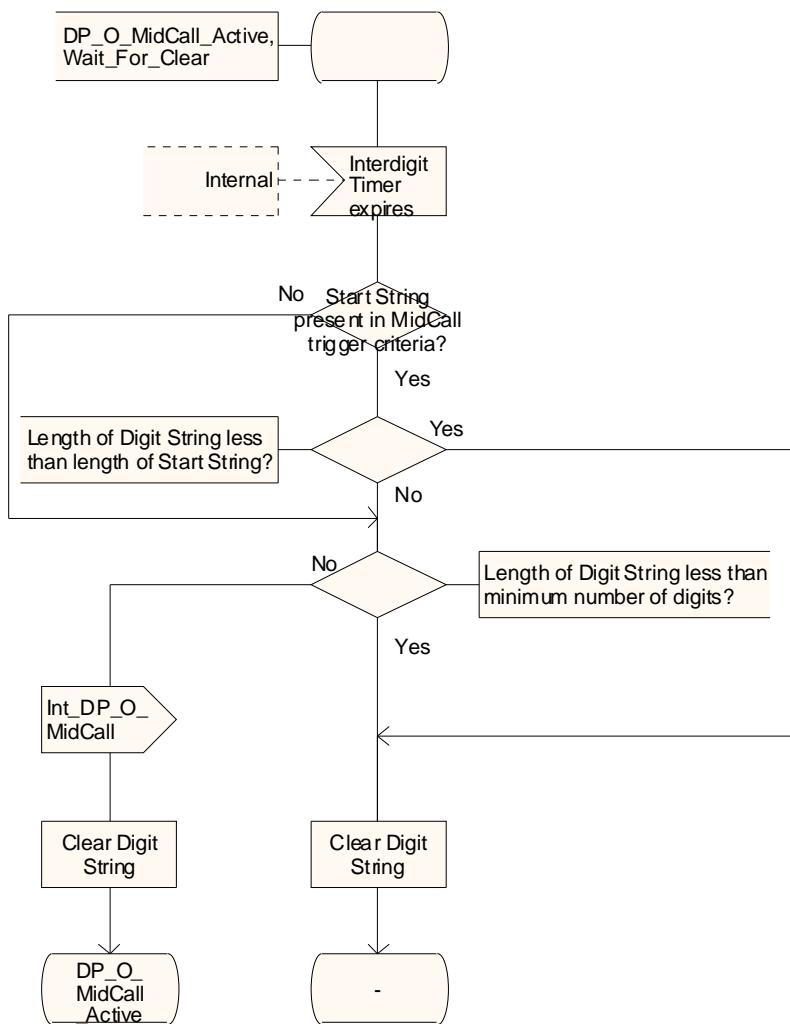 DP_O_MidCall_Active,
Wait_For_Clear
Internal
Interdigit
Timer
expires
No
Start String
present in MidCall
trigger criteria?
Yes
Length of Digit String less
than length of Start String?
Yes
No
No
Length of Digit String less than
minimum number of digits?
Yes
Int_DP_O_
MidCall
Clear Digit
String
Clear Digit
String
DP_O_
MidCall
_Active
-